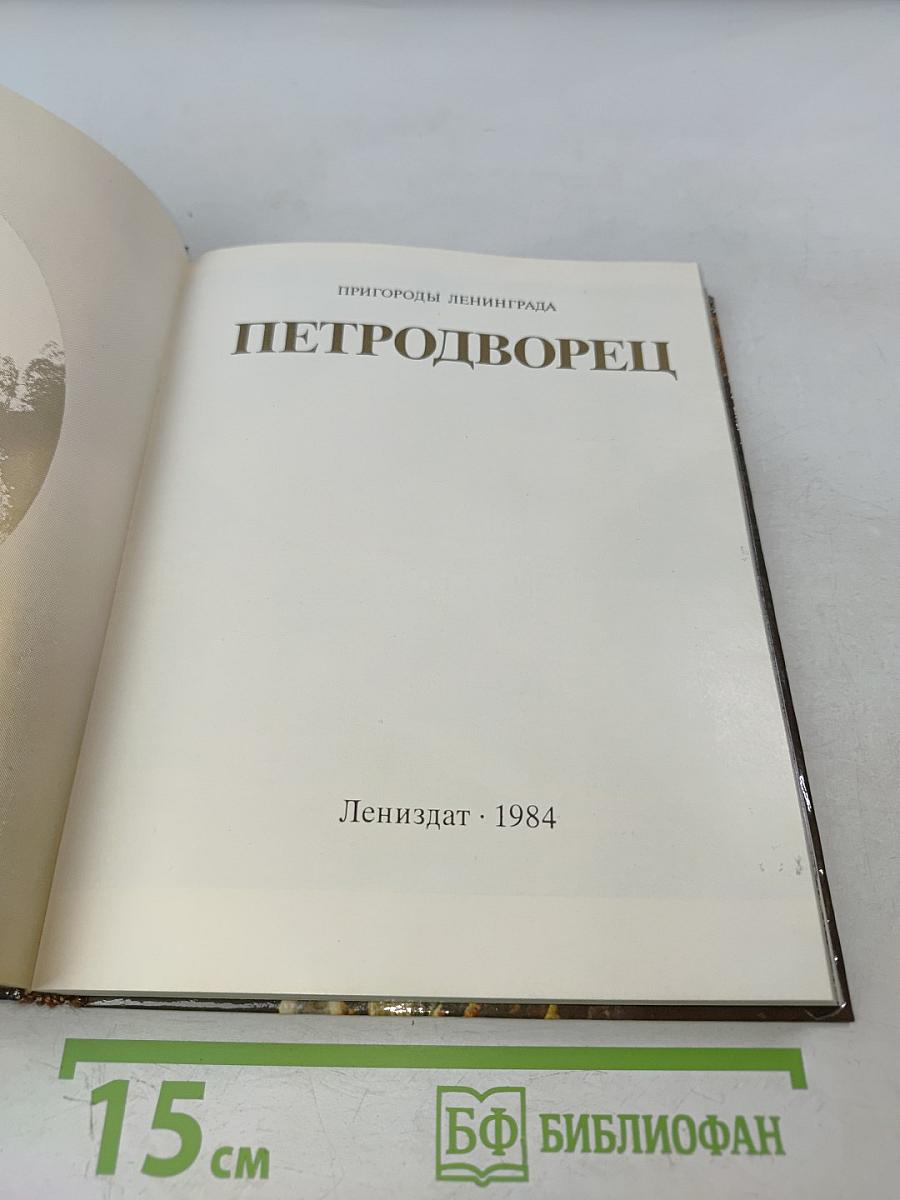 ПРИГОРОДЫ ЛЕНИНГРАДА
ПЕТРОДВОРЕЦ
Лениздат · 1984
15 см
БФ БИБЛИОФАН